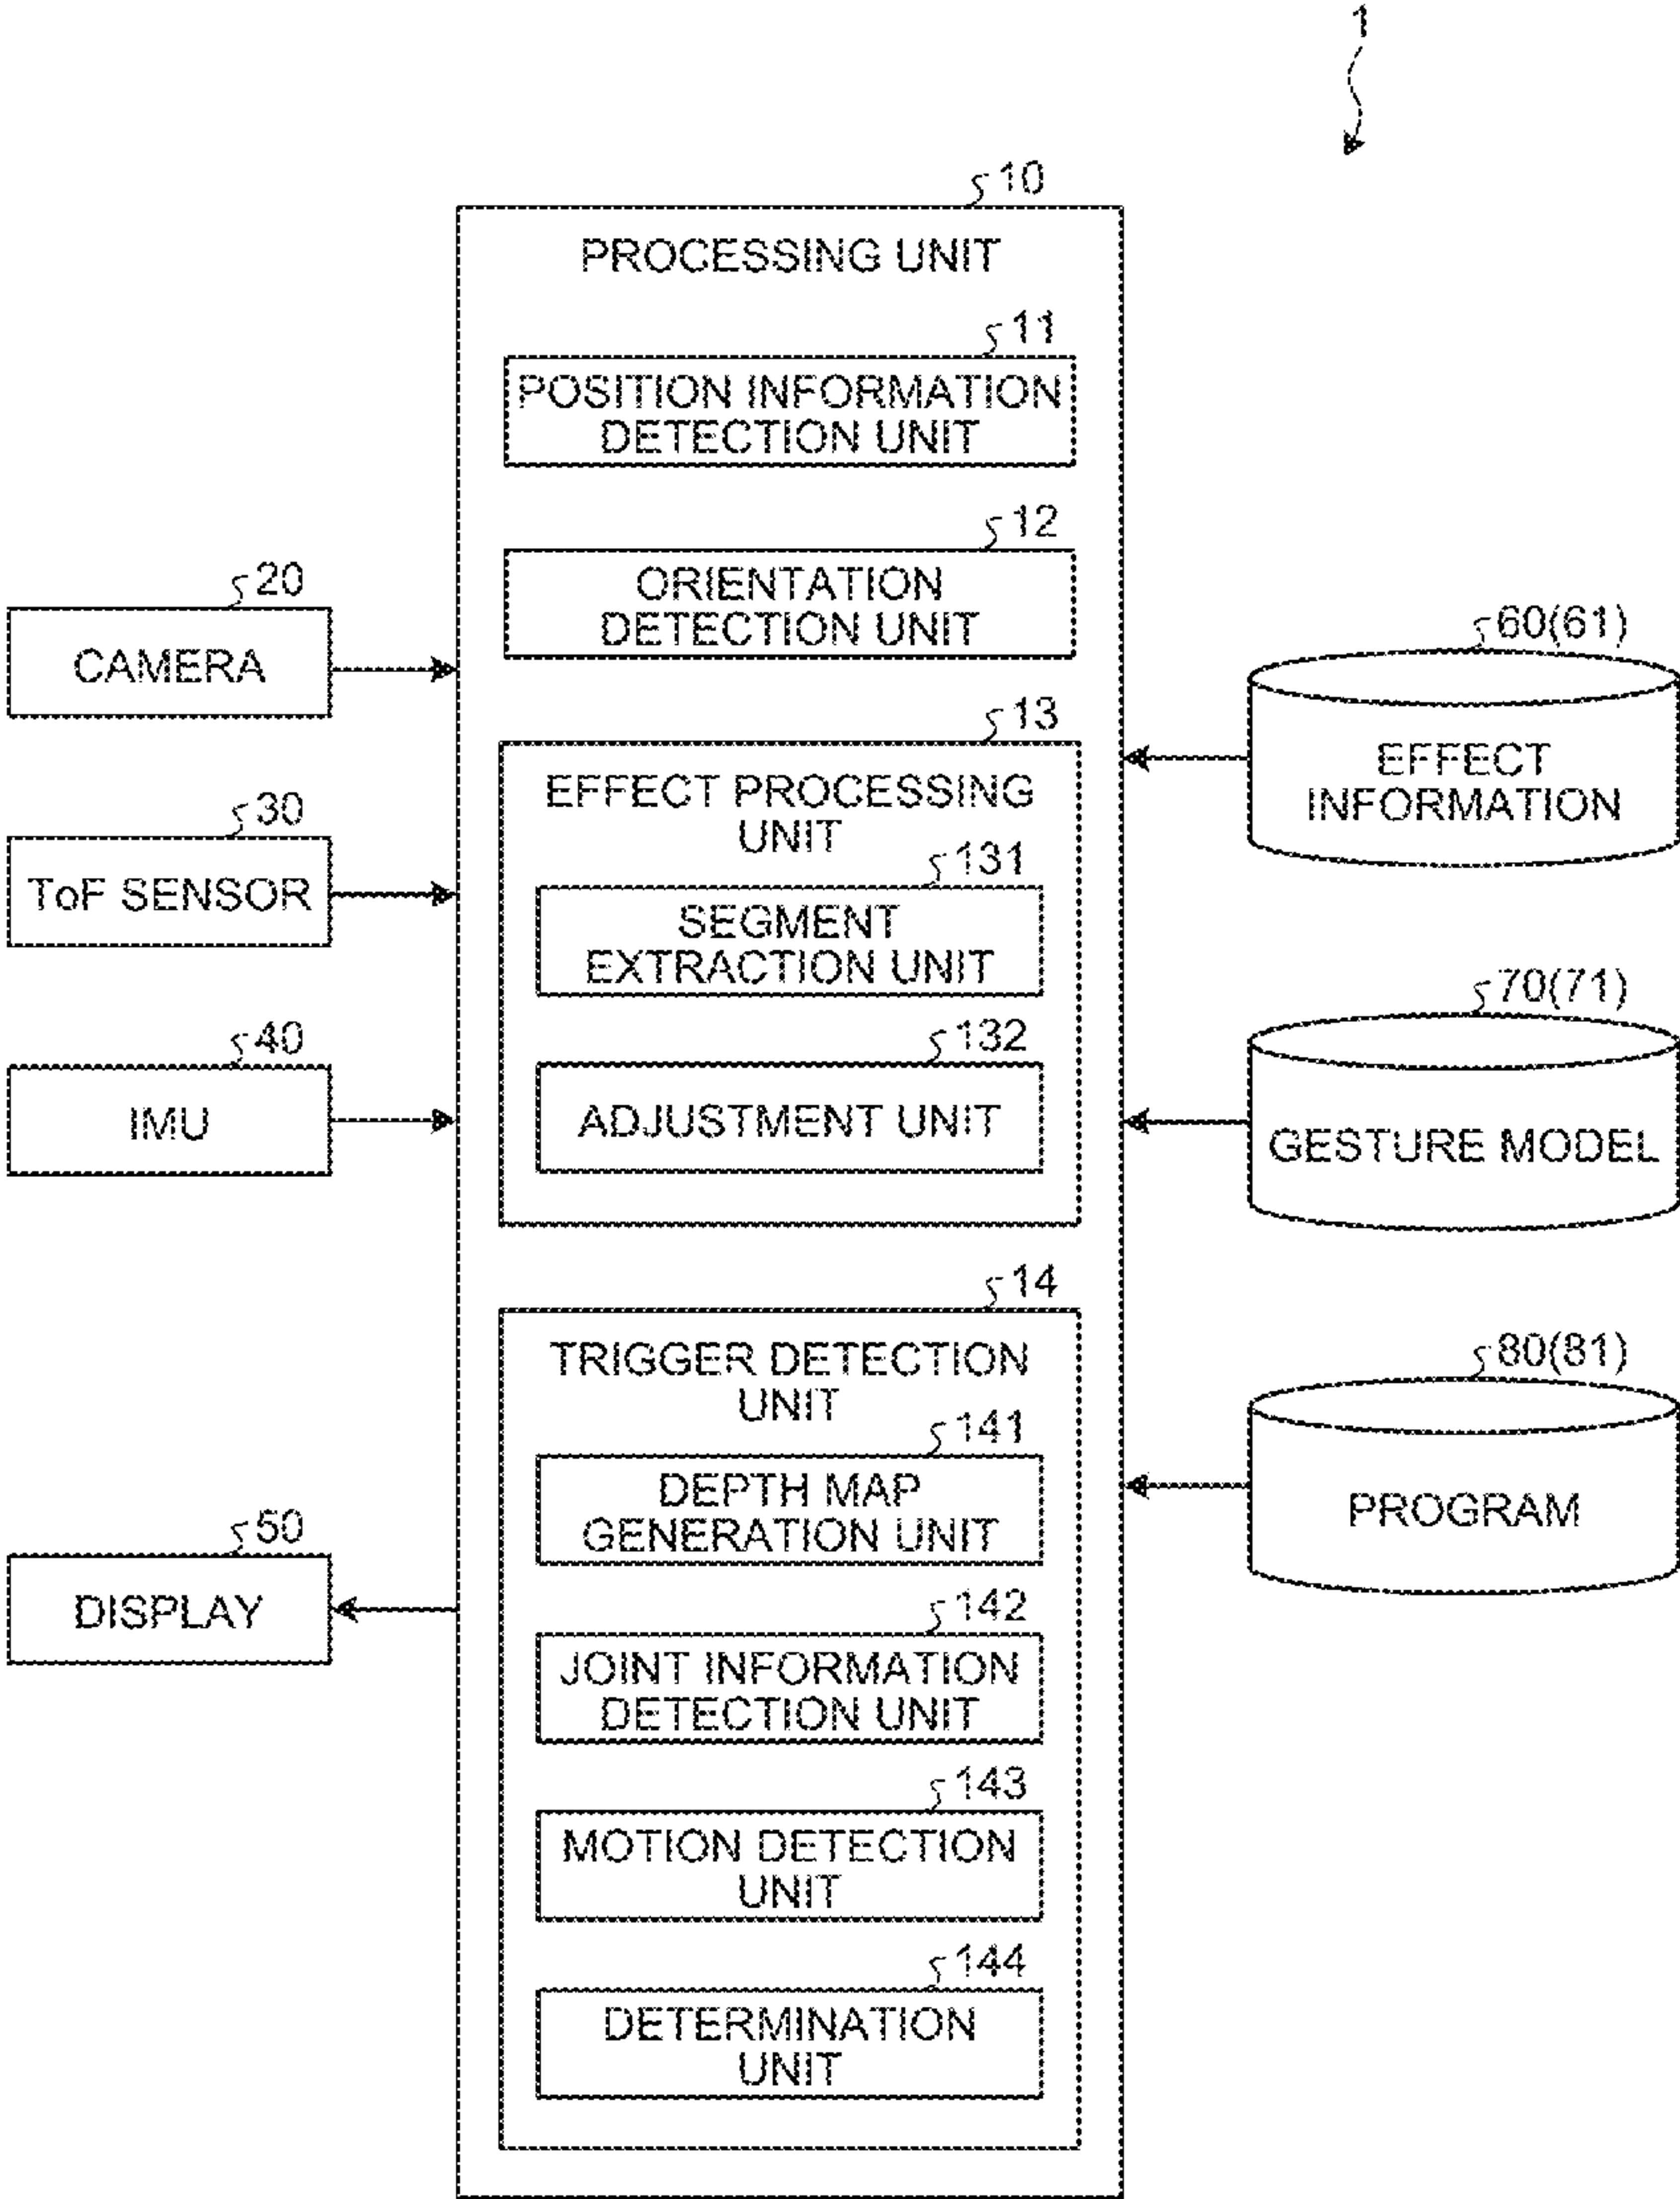 1
10
PROCESSING UNIT
11
POSITION INFORMATION
DETECTION UNIT
12
ORIENTATION
DETECTION UNIT
13
EFFECT PROCESSING
UNIT
131
SEGMENT
EXTRACTION UNIT
132
ADJUSTMENT UNIT
14
TRIGGER DETECTION
UNIT
141
DEPTH MAP
GENERATION UNIT
142
JOINT INFORMATION
DETECTION UNIT
143
MOTION DETECTION
UNIT
144
DETERMINATION
UNIT
20
CAMERA
30
ToF SENSOR
40
IMU
50
DISPLAY
60(61)
EFFECT
INFORMATION
70(71)
GESTURE MODEL
80(81)
PROGRAM